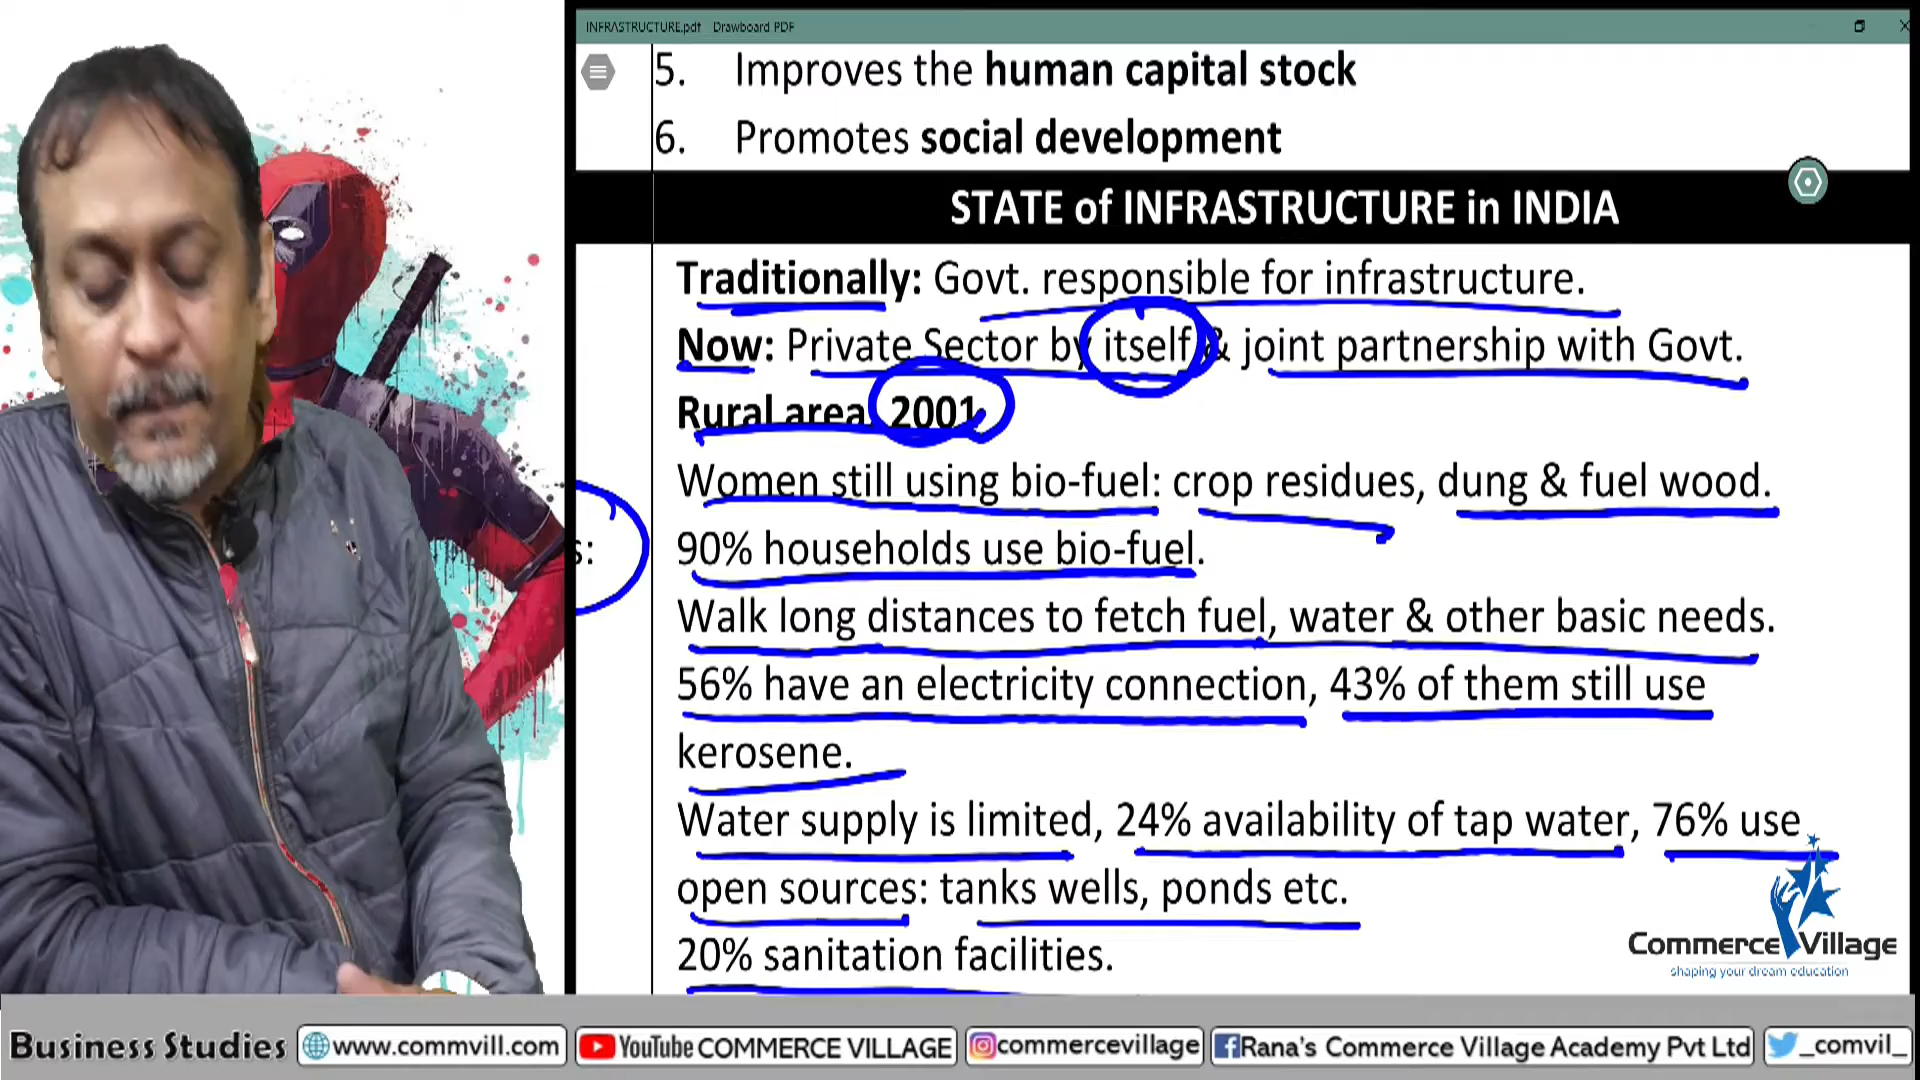 INFRASTRUCTURE.pdf Drawboard PDF
5. Improves the human capital stock
6. Promotes social development
STATE of INFRASTRUCTURE in INDIA
Traditionally: Govt. responsible for infrastructure.
Now: Private Sector by itself & joint partnership with Govt.
Rural area 2001
Women still using bio-fuel: crop residues, dung & fuel wood.
s:
90% households use bio-fuel.
Walk long distances to fetch fuel, water & other basic needs.
56% have an electricity connection, 43% of them still use
kerosene.
Water supply is limited, 24% availability of tap water, 76% use
open sources: tanks wells, ponds etc.
20% sanitation facilities.
Commerce Village
shaping your dream education
Business Studies www.commvill.com YouTube COMMERCE VILLAGE commercevillage Rana's Commerce Village Academy Pvt Ltd _comvil_